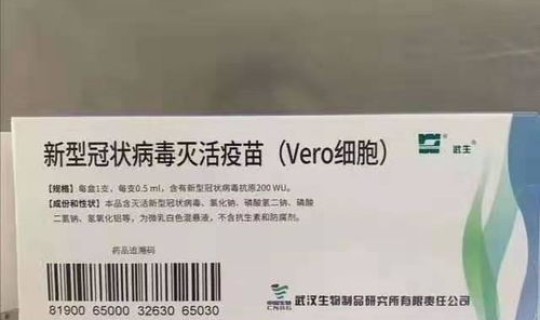 新型冠状病毒灭活疫苗（Vero细胞） 武生
【规格】每盒1支，每支0.5 ml，含有新型冠状病毒抗原200 WU。
【成份和性状】本品含灭活新型冠状病毒、氯化钠、磷酸氢二钠、磷酸
二氢钠、氢氧化铝等，为微乳白色混悬液，不含抗生素和防腐剂。
药品追溯码
81900 65000 32630 65030
中国生物 CNBG 武汉生物制品研究所有限责任公司